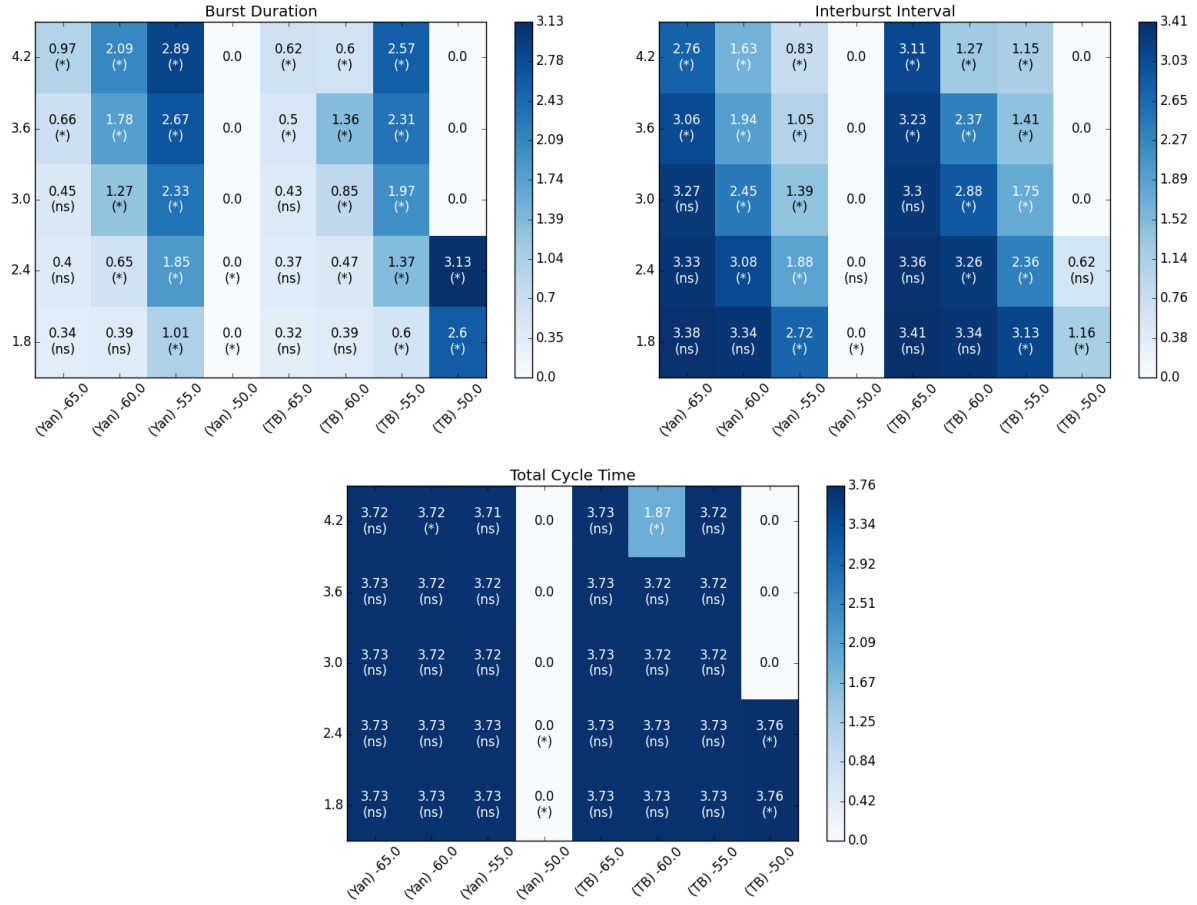 Burst Duration
4.2 0.97 2.09 2.89 0.0 0.62 0.6 2.57 0.0
(*) (*) (*) (*) (*) (*)
3.6 0.66 1.78 2.67 0.0 0.5 1.36 2.31 0.0
(*) (*) (*) (*) (*) (*)
3.0 0.45 1.27 2.33 0.0 0.43 0.85 1.97 0.0
(ns) (*) (*) (ns) (*) (*)
2.4 0.4 0.65 1.85 0.0 0.37 0.47 1.37 3.13
(ns) (*) (*) (*) (ns) (*) (*) (*)
1.8 0.34 0.39 1.01 0.0 0.32 0.39 0.6 2.6
(ns) (ns) (*) (*) (ns) (ns) (*) (*)
(Yan) -65.0 (Yan) -60.0 (Yan) -55.0 (Yan) -50.0 (TB) -65.0 (TB) -60.0 (TB) -55.0 (TB) -50.0
3.13
2.78
2.43
2.09
1.74
1.39
1.04
0.7
0.35
0.0
Interburst Interval
4.2 2.76 1.63 0.83 0.0 3.11 1.27 1.15 0.0
(*) (*) (*) (*) (*) (*)
3.6 3.06 1.94 1.05 0.0 3.23 2.37 1.41 0.0
(*) (*) (*) (*) (*) (*)
3.0 3.27 2.45 1.39 0.0 3.3 2.88 1.75 0.0
(ns) (*) (*) (ns) (*) (*)
2.4 3.33 3.08 1.88 0.0 3.36 3.26 2.36 0.62
(ns) (*) (*) (ns) (ns) (*) (*) (ns)
1.8 3.38 3.34 2.72 0.0 3.41 3.34 3.13 1.16
(ns) (ns) (*) (*) (ns) (ns) (*) (*)
(Yan) -65.0 (Yan) -60.0 (Yan) -55.0 (Yan) -50.0 (TB) -65.0 (TB) -60.0 (TB) -55.0 (TB) -50.0
3.41
3.03
2.65
2.27
1.89
1.52
1.14
0.76
0.38
0.0
Total Cycle Time
4.2 3.72 3.72 3.71 0.0 3.73 1.87 3.72 0.0
(ns) (*) (ns) (ns) (*) (ns)
3.6 3.73 3.72 3.72 0.0 3.73 3.72 3.72 0.0
(ns) (ns) (ns) (ns) (ns) (ns)
3.0 3.73 3.72 3.72 0.0 3.73 3.72 3.72 0.0
(ns) (ns) (ns) (ns) (ns) (ns)
2.4 3.73 3.73 3.73 0.0 3.73 3.73 3.73 3.76
(ns) (ns) (ns) (*) (ns) (ns) (ns) (*)
1.8 3.73 3.73 3.73 0.0 3.73 3.73 3.73 3.76
(ns) (ns) (ns) (*) (ns) (ns) (ns) (*)
(Yan) -65.0 (Yan) -60.0 (Yan) -55.0 (Yan) -50.0 (TB) -65.0 (TB) -60.0 (TB) -55.0 (TB) -50.0
3.76
3.34
2.92
2.51
2.09
1.67
1.25
0.84
0.42
0.0